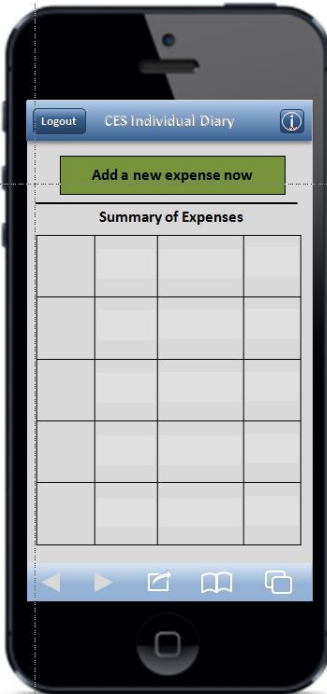 Logout CES Individual Diary
Add a new expense now
Summary of Expenses